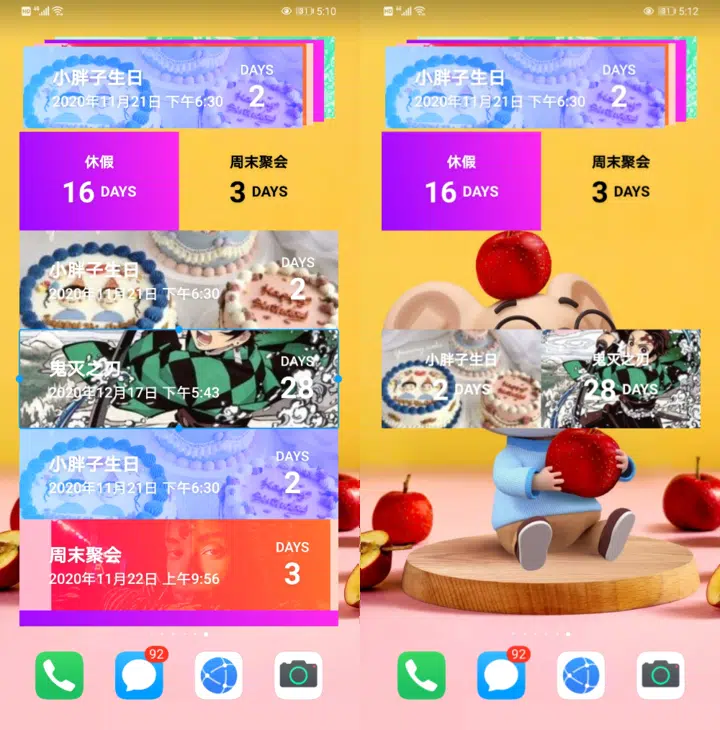 HD 4G 5:10
小胖子生日
2020年11月21日 下午6:30
DAYS
2
休假
16 DAYS
周末聚会
3 DAYS
小胖子生日
2020年11月21日 下午6:30
DAYS
2
鬼灭之刃
2020年12月17日 下午5:43
DAYS
28
小胖子生日
2020年11月21日 下午6:30
DAYS
2
周末聚会
2020年11月22日 上午9:56
DAYS
3
92
HD 4G 5:12
小胖子生日
2020年11月21日 下午6:30
DAYS
2
休假
16 DAYS
周末聚会
3 DAYS
小胖子生日
2 DAYS
鬼灭之刃
28 DAYS
92